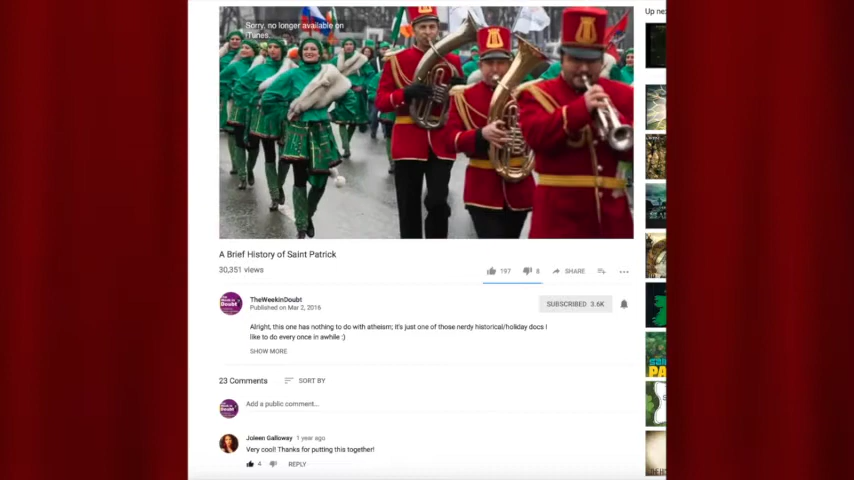 Sorry, no longer available on
iTunes...
Up ne
A Brief History of Saint Patrick
30,351 views
197
8
SHARE
TheWeekinDoubt
Published on Mar 2, 2016
SUBSCRIBED 3.6K
Alright, this one has nothing to do with atheism; it's just one of those nerdy historical/holiday docs I
like to do every once in awhile :)
SHOW MORE
23 Comments
SORT BY
Add a public comment...
Joleen Galloway 1 year ago
Very cool! Thanks for putting this together!
4
REPLY